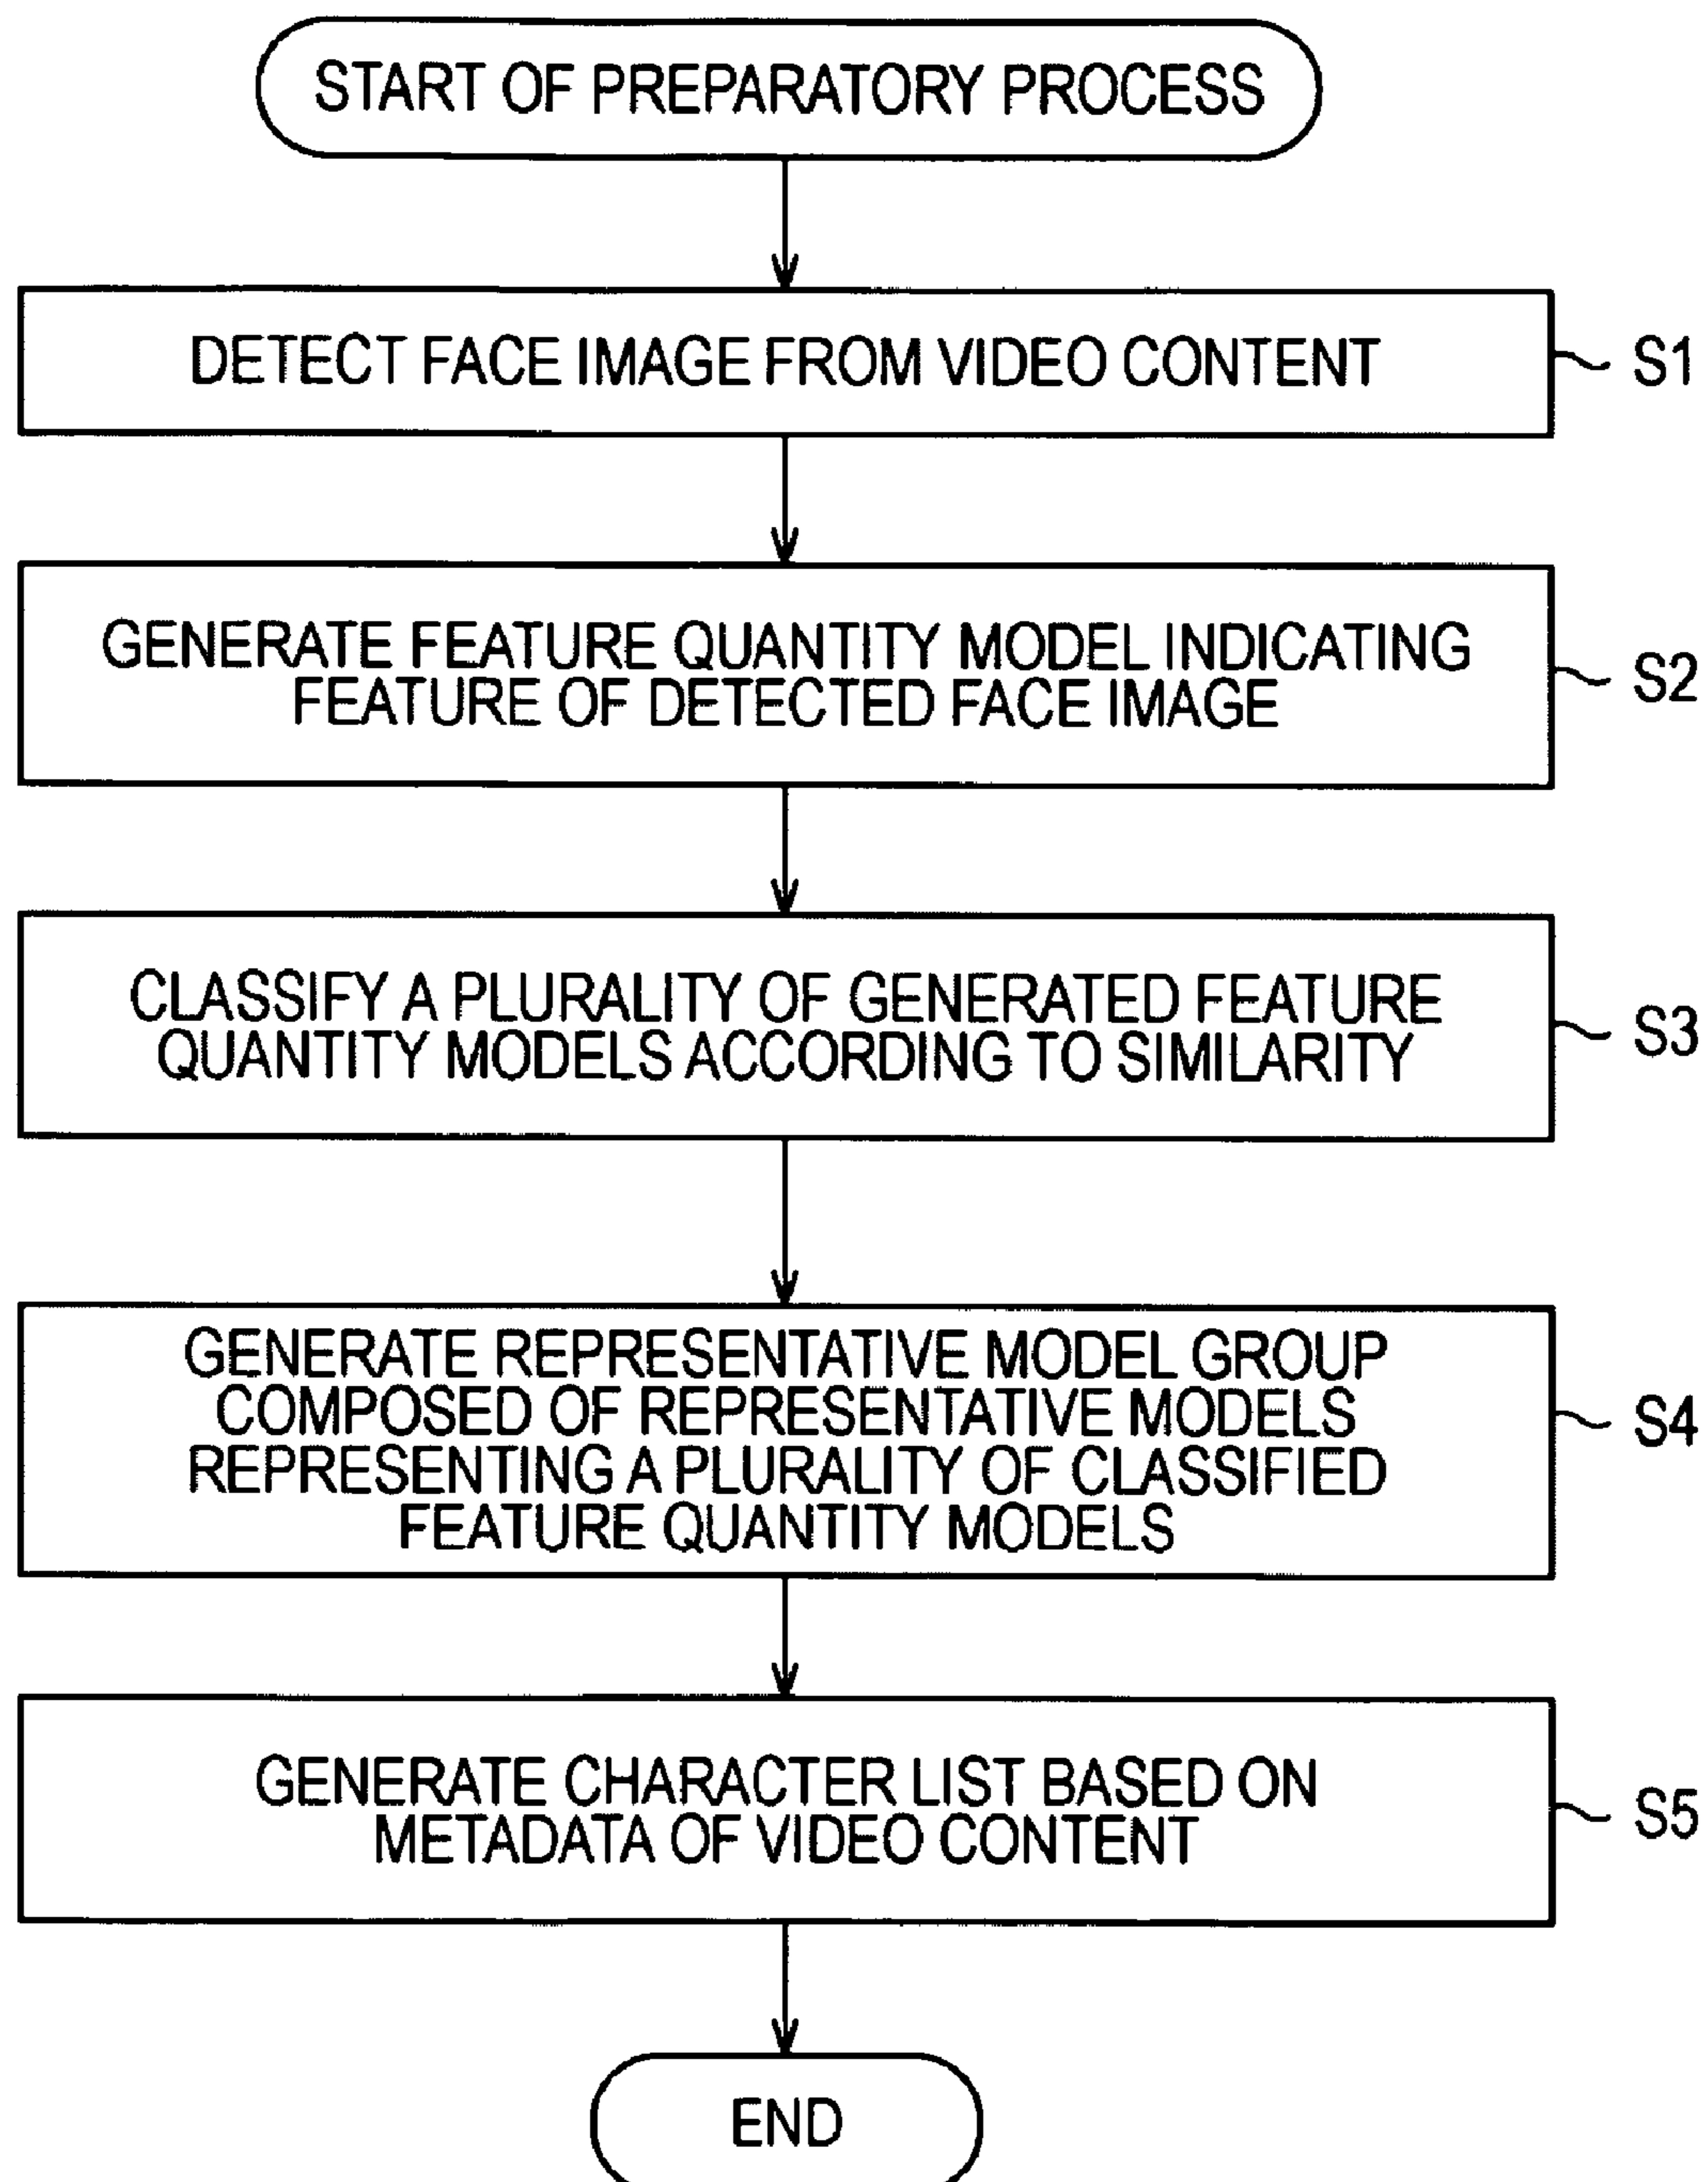 START OF PREPARATORY PROCESS
DETECT FACE IMAGE FROM VIDEO CONTENT
S1
GENERATE FEATURE QUANTITY MODEL INDICATING
FEATURE OF DETECTED FACE IMAGE
S2
CLASSIFY A PLURALITY OF GENERATED FEATURE
QUANTITY MODELS ACCORDING TO SIMILARITY
S3
GENERATE REPRESENTATIVE MODEL GROUP
COMPOSED OF REPRESENTATIVE MODELS
REPRESENTING A PLURALITY OF CLASSIFIED
FEATURE QUANTITY MODELS
S4
GENERATE CHARACTER LIST BASED ON
METADATA OF VIDEO CONTENT
S5
END